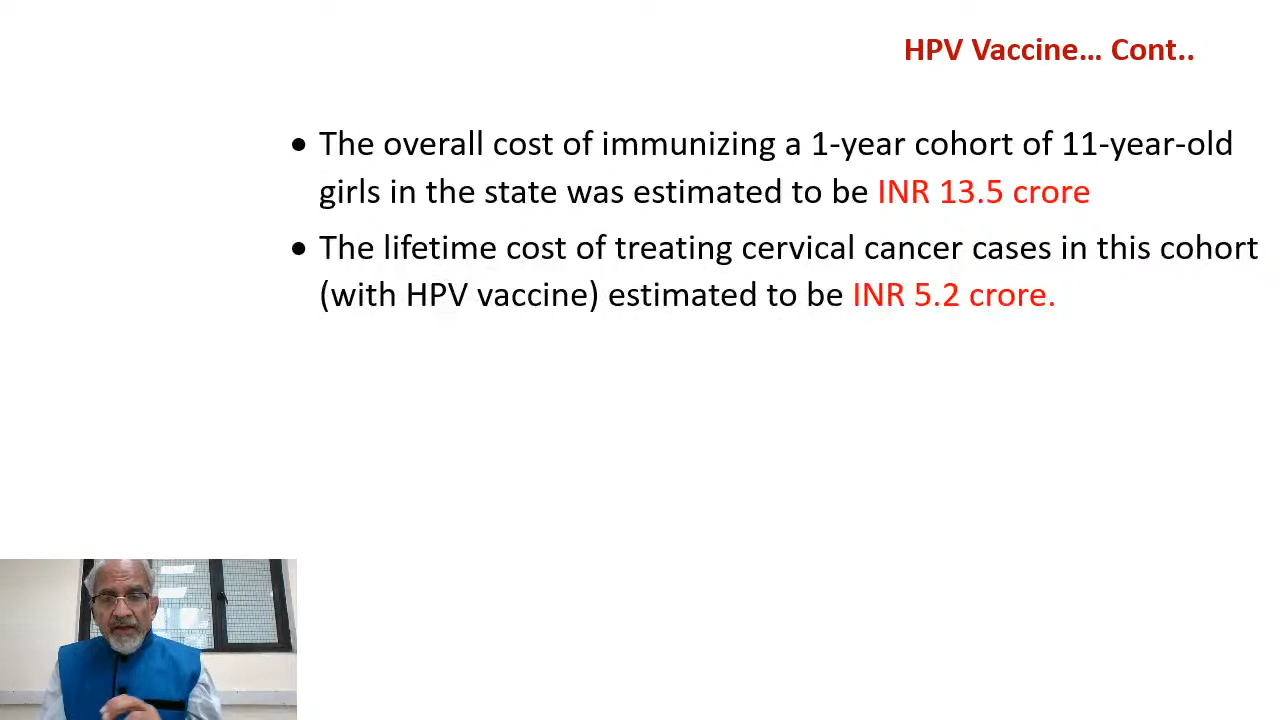 HPV Vaccine… Cont..
• The overall cost of immunizing a 1-year cohort of 11-year-old
girls in the state was estimated to be INR 13.5 crore
• The lifetime cost of treating cervical cancer cases in this cohort
(with HPV vaccine) estimated to be INR 5.2 crore.